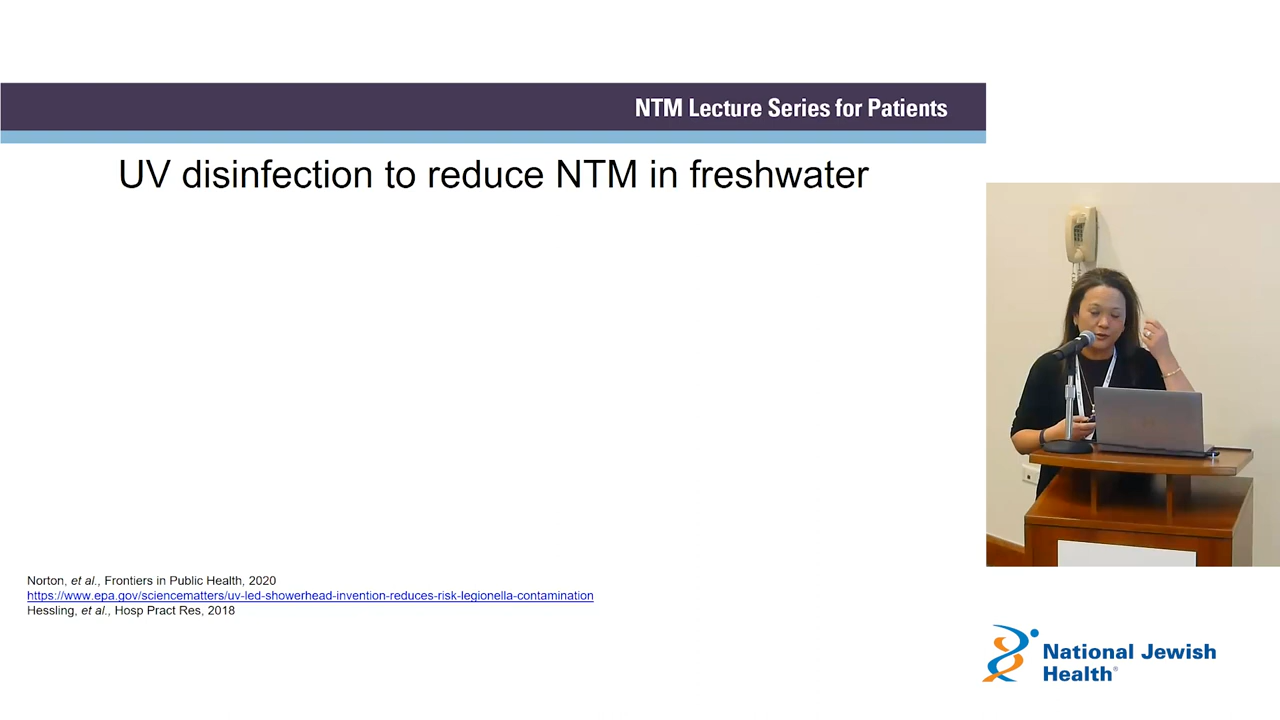 NTM Lecture Series for Patients
UV disinfection to reduce NTM in freshwater
Norton, et al., Frontiers in Public Health, 2020
https://www.epa.gov/sciencematters/uv-led-showerhead-invention-reduces-risk-legionella-contamination
Hessling, et al., Hosp Pract Res, 2018
National Jewish
Health®